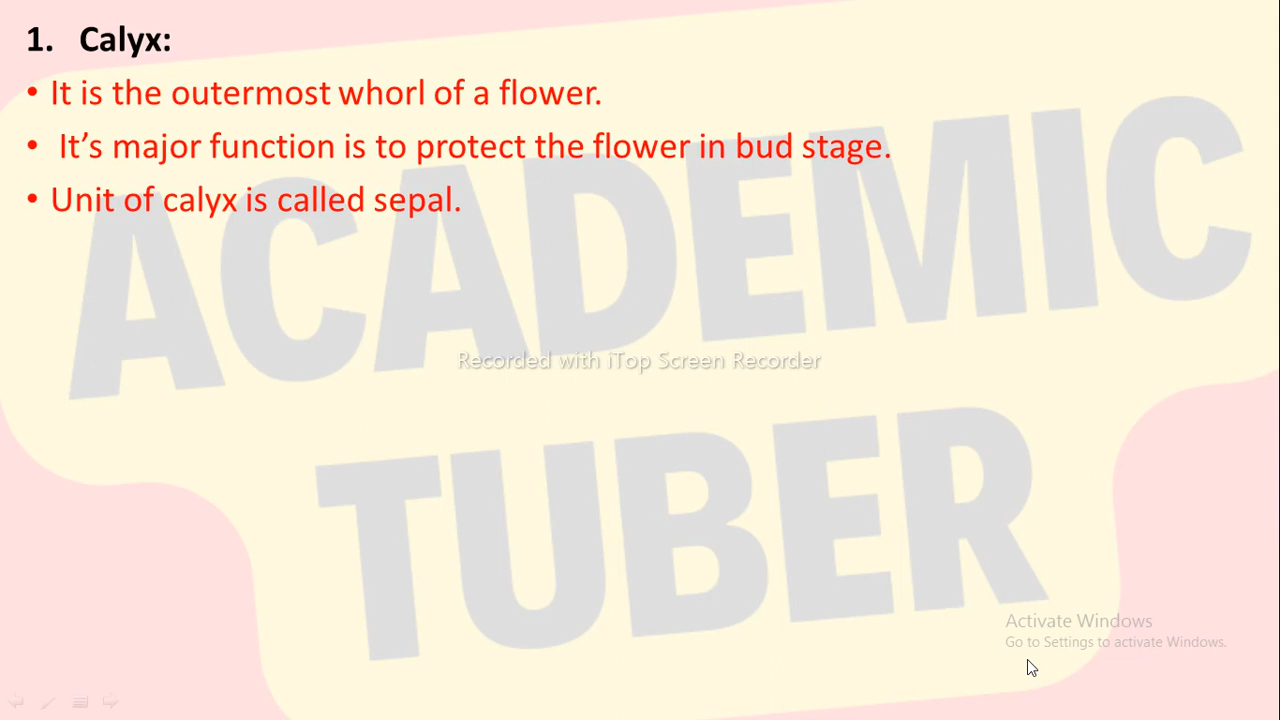 1. Calyx:
• It is the outermost whorl of a flower.
• It’s major function is to protect the flower in bud stage.
• Unit of calyx is called sepal.
ACADEMIC
TUBER
Recorded with iTop Screen Recorder
Activate Windows
Go to Settings to activate Windows.